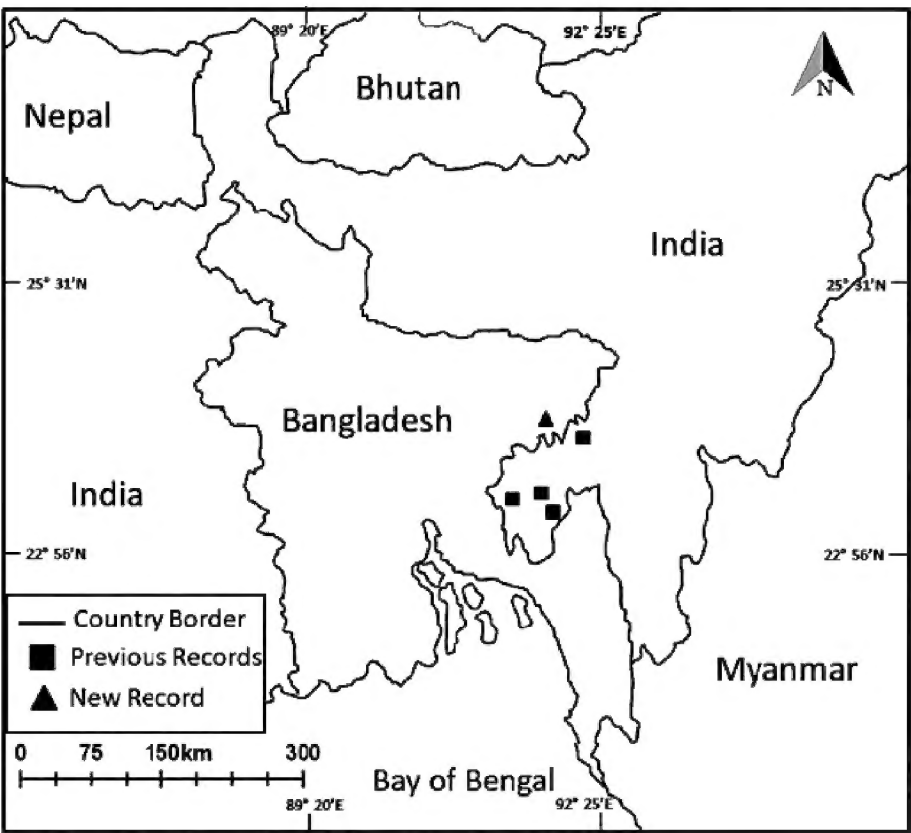 89° 20'E
92° 25'E
Nepal
Bhutan
N
India
25° 31'N
25° 31'N
Bangladesh
India
22° 56'N
22° 56'N
Country Border
Previous Records
New Record
Myanmar
0 75 150km 300
Bay of Bengal
89° 20'E
92° 25'E